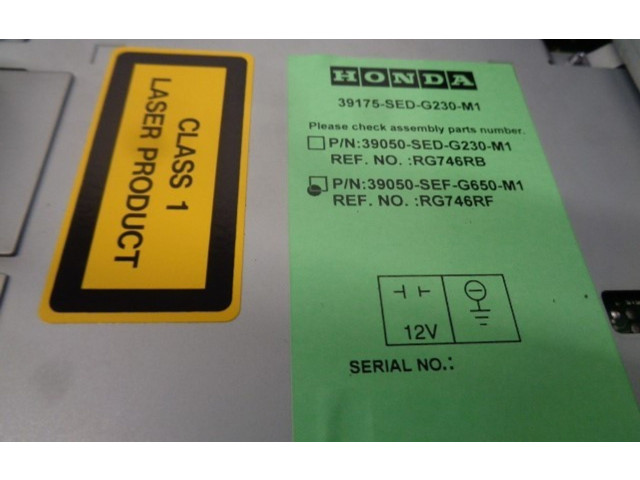 CLASS 1
LASER PRODUCT
HONDA
39175-SED-G230-M1
Please check assembly parts number.
P/N:39050-SED-G230-M1
REF. NO. :RG746RB
P/N:39050-SEF-G650-M1
REF. NO. :RG746RF
12V
SERIAL NO.: